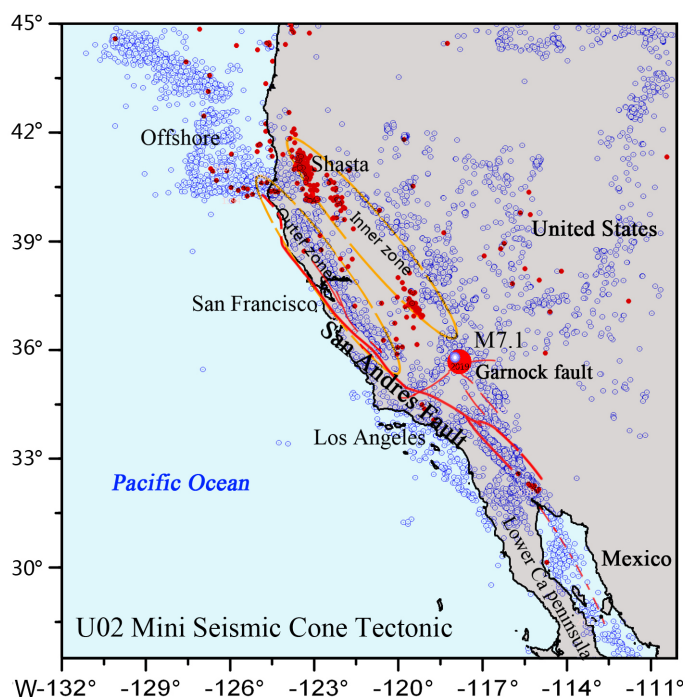 45°
42°
39°
36°
33°
30°
Offshore
Shasta
Inner zone
Outer zone
United States
San Francisco
San Andres Fault
M7.1
Garnock fault
Los Angeles
Pacific Ocean
Lower Ca peninsula
Mexico
U02 Mini Seismic Cone Tectonic
W-132° -129° -126° -123° -120° -117° -114° -111°